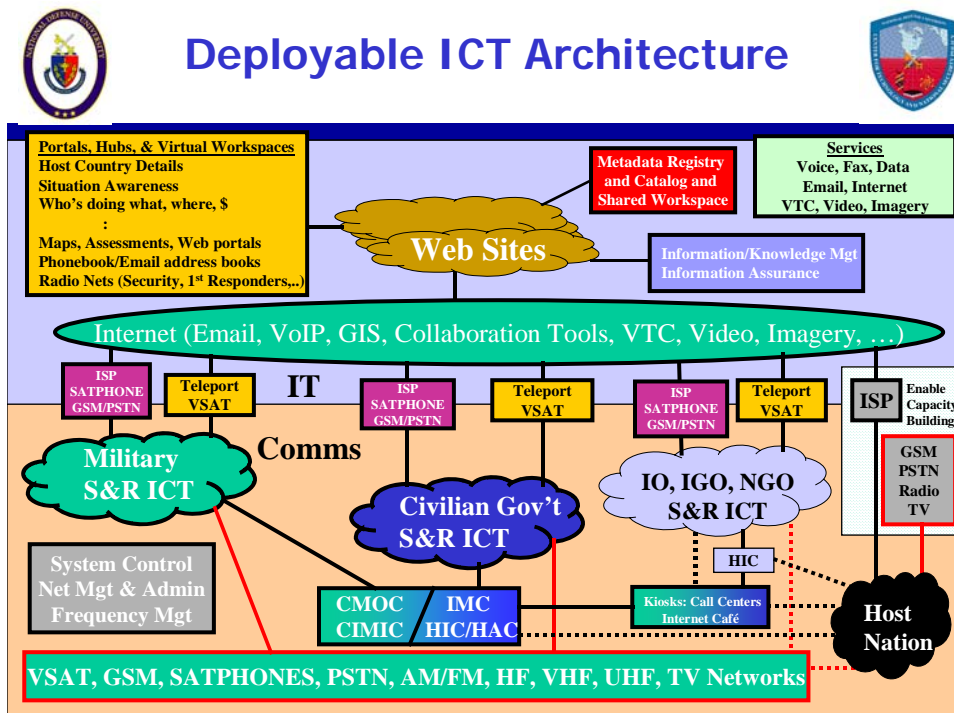 Deployable ICT Architecture
Portals, Hubs, & Virtual Workspaces
Host Country Details
Situation Awareness
Who's doing what, where, $
:
Maps, Assessments, Web portals
Phonebook/Email address books
Radio Nets (Security, 1st Responders,..)
Metadata Registry
and Catalog and
Shared Workspace
Services
Voice, Fax, Data
Email, Internet
VTC, Video, Imagery
Web Sites
Information/Knowledge Mgt
Information Assurance
Internet (Email, VoIP, GIS, Collaboration Tools, VTC, Video, Imagery, …)
ISP
SATPHONE
GSM/PSTN
Teleport
VSAT
IT
ISP
SATPHONE
GSM/PSTN
Teleport
VSAT
ISP
SATPHONE
GSM/PSTN
Teleport
VSAT
ISP
Enable
Capacity
Building
Comms
Military
S&R ICT
Civilian Gov't
S&R ICT
IO, IGO, NGO
S&R ICT
GSM
PSTN
Radio
TV
System Control
Net Mgt & Admin
Frequency Mgt
HIC
CMOC
CIMIC
IMC
HIC/HAC
Kiosks: Call Centers
Internet Café
Host
Nation
VSAT, GSM, SATPHONES, PSTN, AM/FM, HF, VHF, UHF, TV Networks